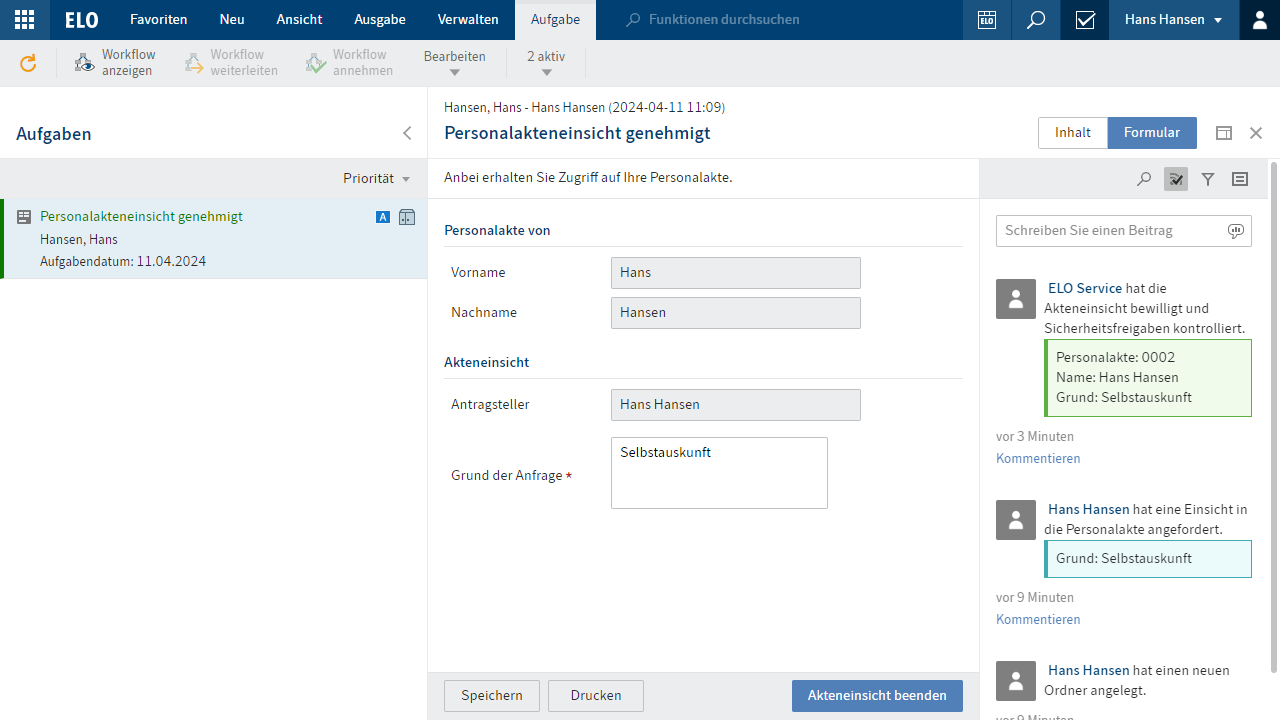 ELO Favoriten Neu Ansicht Ausgabe Verwalten Aufgabe Funktionen durchsuchen ELO Hans Hansen
Workflow anzeigen
Workflow weiterleiten
Workflow annehmen
Bearbeiten
2 aktiv
Aufgaben
Priorität
Personalakteneinsicht genehmigt A
Hansen, Hans
Aufgabendatum: 11.04.2024
Hansen, Hans - Hans Hansen (2024-04-11 11:09)
Personalakteneinsicht genehmigt
Inhalt Formular
Anbei erhalten Sie Zugriff auf Ihre Personalakte.
Personalakte von
Vorname Hans
Nachname Hansen
Akteneinsicht
Antragsteller Hans Hansen
Grund der Anfrage * Selbstauskunft
Speichern Drucken Akteneinsicht beenden
Schreiben Sie einen Beitrag
ELO Service hat die
Akteneinsicht bewilligt und
Sicherheitsfreigaben kontrolliert.
Personalakte: 0002
Name: Hans Hansen
Grund: Selbstauskunft
vor 3 Minuten
Kommentieren
Hans Hansen hat eine Einsicht in
die Personalakte angefordert.
Grund: Selbstauskunft
vor 9 Minuten
Kommentieren
Hans Hansen hat einen neuen
Ordner angelegt.
vor 9 Minuten